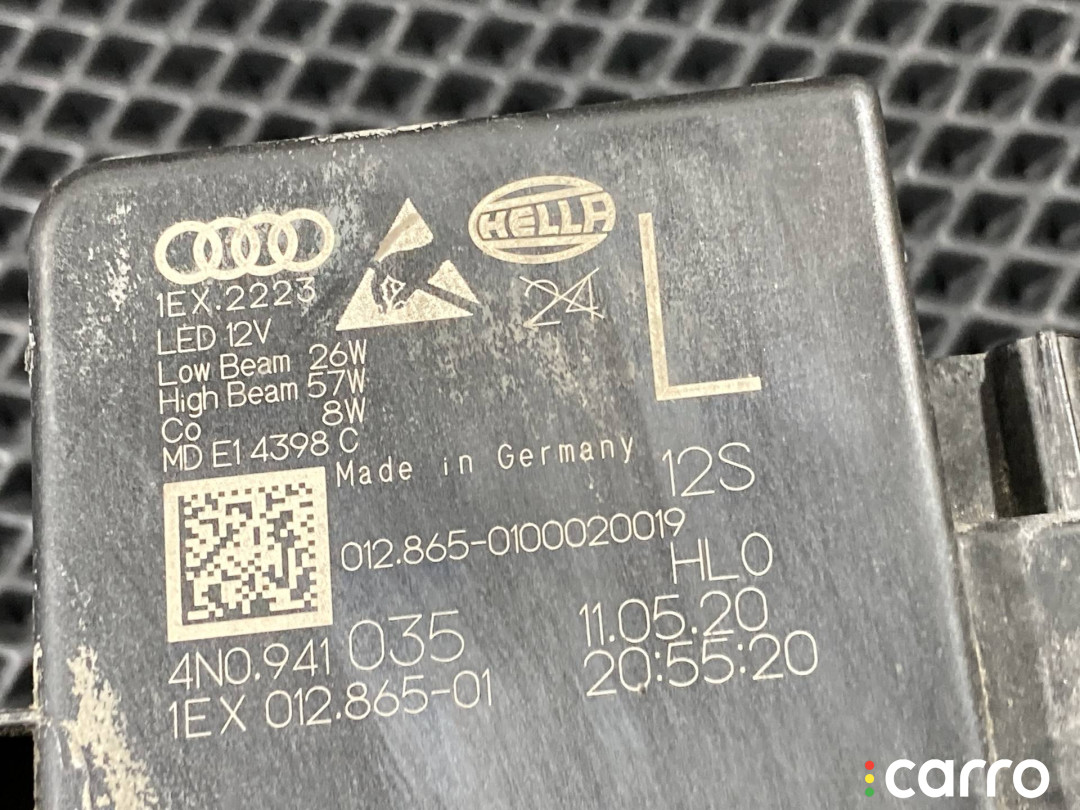 HELLA
1EX.2223
24
L
LED 12V
Low Beam 26W
High Beam 57W
Co 8W
MD E1 4398 C
Made in Germany
12S
012.865-0100020019
HL0
4N0.941 035
11.05.20
1EX 012.865-01
20:55:20
carro